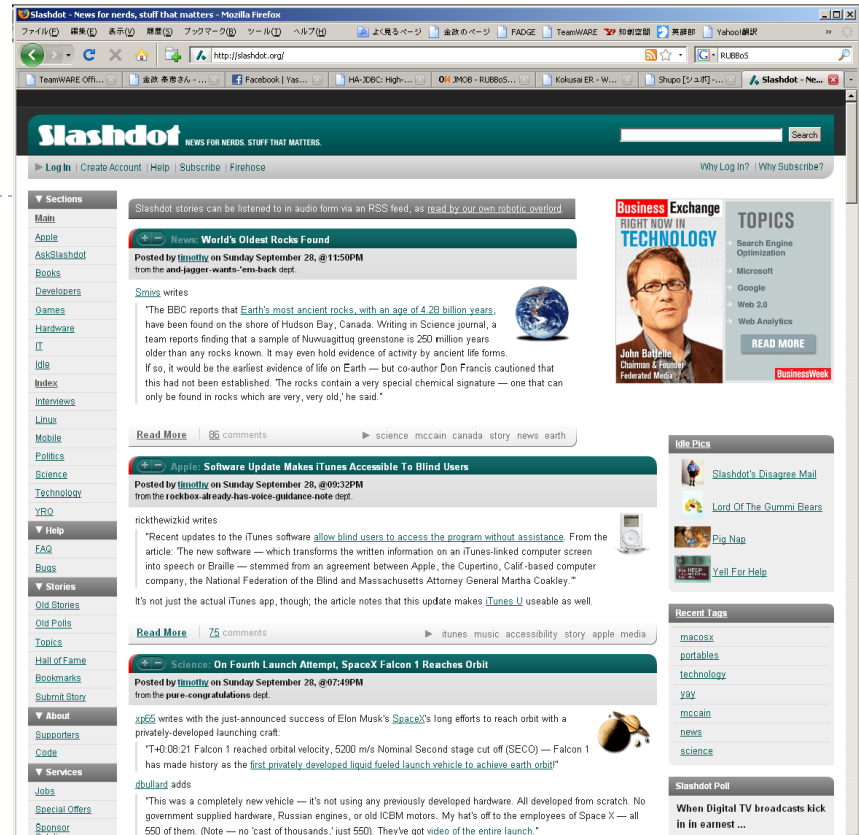 Slashdot - News for nerds, stuff that matters - Mozilla Firefox
ファイル(F) 編集(E) 表示(V) 履歴(S) ブックマーク(B) ツール(T) ヘルプ(H) よく見るページ 金政のページ FADGE TeamWARE 知創空間 英辞郎 Yahoo!翻訳 »
http://slashdot.org/ RUBBoS
TeamWARE Offi... 金政 泰彦さん - ... Facebook | Yas... HA-JDBC: High-... JMOB - RUBBoS... Kokusai ER - W... Shupo [シュポ] -... Slashdot - Ne...
Slashdot NEWS FOR NERDS. STUFF THAT MATTERS. Search
Log In | Create Account | Help | Subscribe | Firehose Why Log In? | Why Subscribe?
▼ Sections
Main
Apple
AskSlashdot
Books
Developers
Games
Hardware
IT
Idle
Index
Interviews
Linux
Mobile
Politics
Science
Technology
YRO
▼ Help
FAQ
Bugs
▼ Stories
Old Stories
Old Polls
Topics
Hall of Fame
Bookmarks
Submit Story
▼ About
Supporters
Code
▼ Services
Jobs
Special Offers
Sponsor
Slashdot stories can be listened to in audio form via an RSS feed, as read by our own robotic overlord.
News: World's Oldest Rocks Found
Posted by timothy on Sunday September 28, @11:50PM
from the and-jagger-wants-'em-back dept.
Smivs writes
"The BBC reports that Earth's most ancient rocks, with an age of 4.28 billion years,
have been found on the shore of Hudson Bay, Canada. Writing in Science journal, a
team reports finding that a sample of Nuvvuagittuq greenstone is 250 million years
older than any rocks known. It may even hold evidence of activity by ancient life forms.
If so, it would be the earliest evidence of life on Earth — but co-author Don Francis cautioned that
this had not been established. 'The rocks contain a very special chemical signature — one that can
only be found in rocks which are very, very old,' he said."
Read More | 86 comments ▶ science mccain canada story news earth
Apple: Software Update Makes iTunes Accessible To Blind Users
Posted by timothy on Sunday September 28, @09:32PM
from the rockbox-already-has-voice-guidance-note dept.
rickthewizkid writes
"Recent updates to the iTunes software allow blind users to access the program without assistance. From the
article: 'The new software — which transforms the written information on an iTunes-linked computer screen
into speech or Braille — stemmed from an agreement between Apple, the Cupertino, Calif.-based computer
company, the National Federation of the Blind and Massachusetts Attorney General Martha Coakley.'"
It's not just the actual iTunes app, though; the article notes that this update makes iTunes U useable as well.
Read More | 75 comments ▶ itunes music accessibility story apple media
Science: On Fourth Launch Attempt, SpaceX Falcon 1 Reaches Orbit
Posted by timothy on Sunday September 28, @07:49PM
from the pure-congratulations dept.
xp65 writes with the just-announced success of Elon Musk's SpaceX's long efforts to reach orbit with a
privately-developed launching craft:
"T+0:08:21 Falcon 1 reached orbital velocity, 5200 m/s Nominal Second stage cut off (SECO) — Falcon 1
has made history as the first privately developed liquid fueled launch vehicle to achieve earth orbit!"
dbullard adds
"This was a completely new vehicle — it's not using any previously developed hardware. All developed from scratch. No
government supplied hardware, Russian engines, or old ICBM motors. My hat's off to the employees of Space X — all
550 of them. (Note — no 'cast of thousands,' just 550). They've got video of the entire launch."
Business Exchange
RIGHT NOW IN
TECHNOLOGY
John Battelle
Chairman & Founder
Federated Media
TOPICS
Search Engine
Optimization
Microsoft
Google
Web 2.0
Web Analytics
READ MORE
BusinessWeek
Idle Pics
Slashdot's Disagree Mail
Lord Of The Gummi Bears
Pig Nap
Yell For Help
Recent Tags
macosx
portables
technology
yay
mccain
news
science
Slashdot Poll
When Digital TV broadcasts kick
in in earnest ...